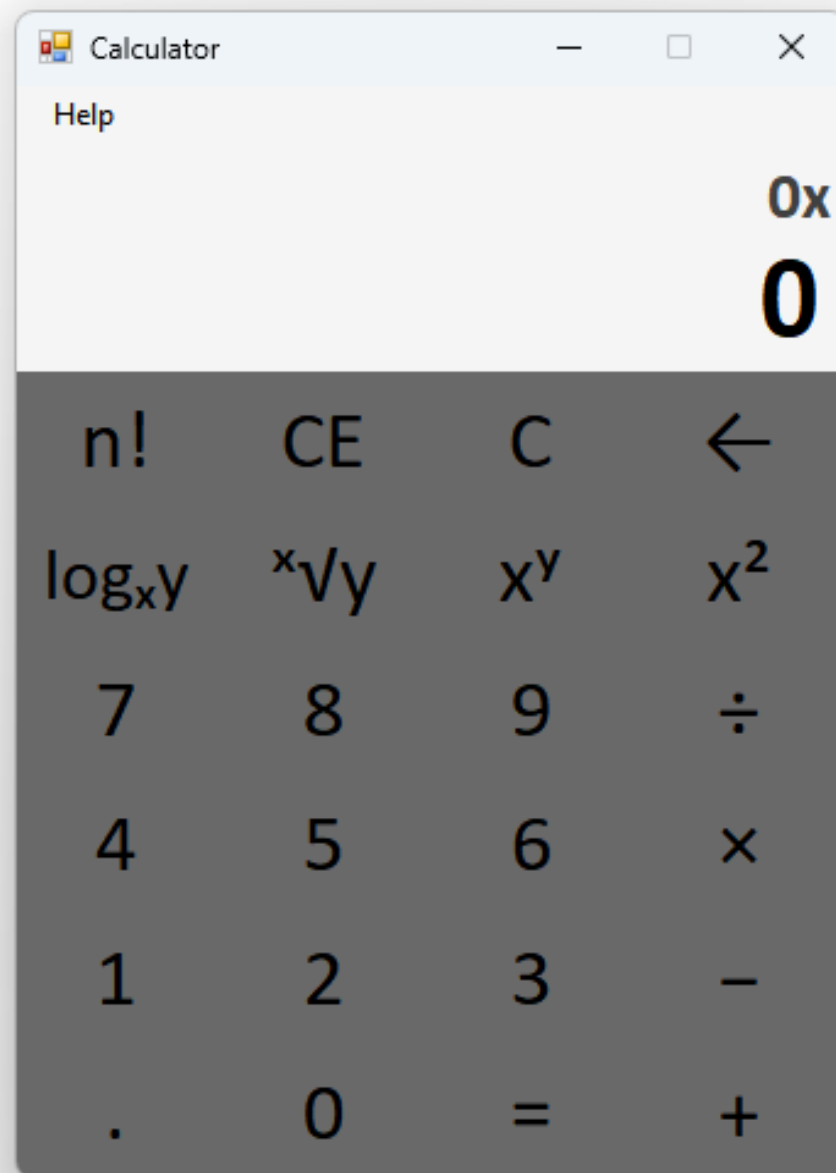 Calculator
Help
0x
0
n! CE C ←
logₓy ˣ√y xʸ x²
7 8 9 ÷
4 5 6 ×
1 2 3 −
. 0 = +